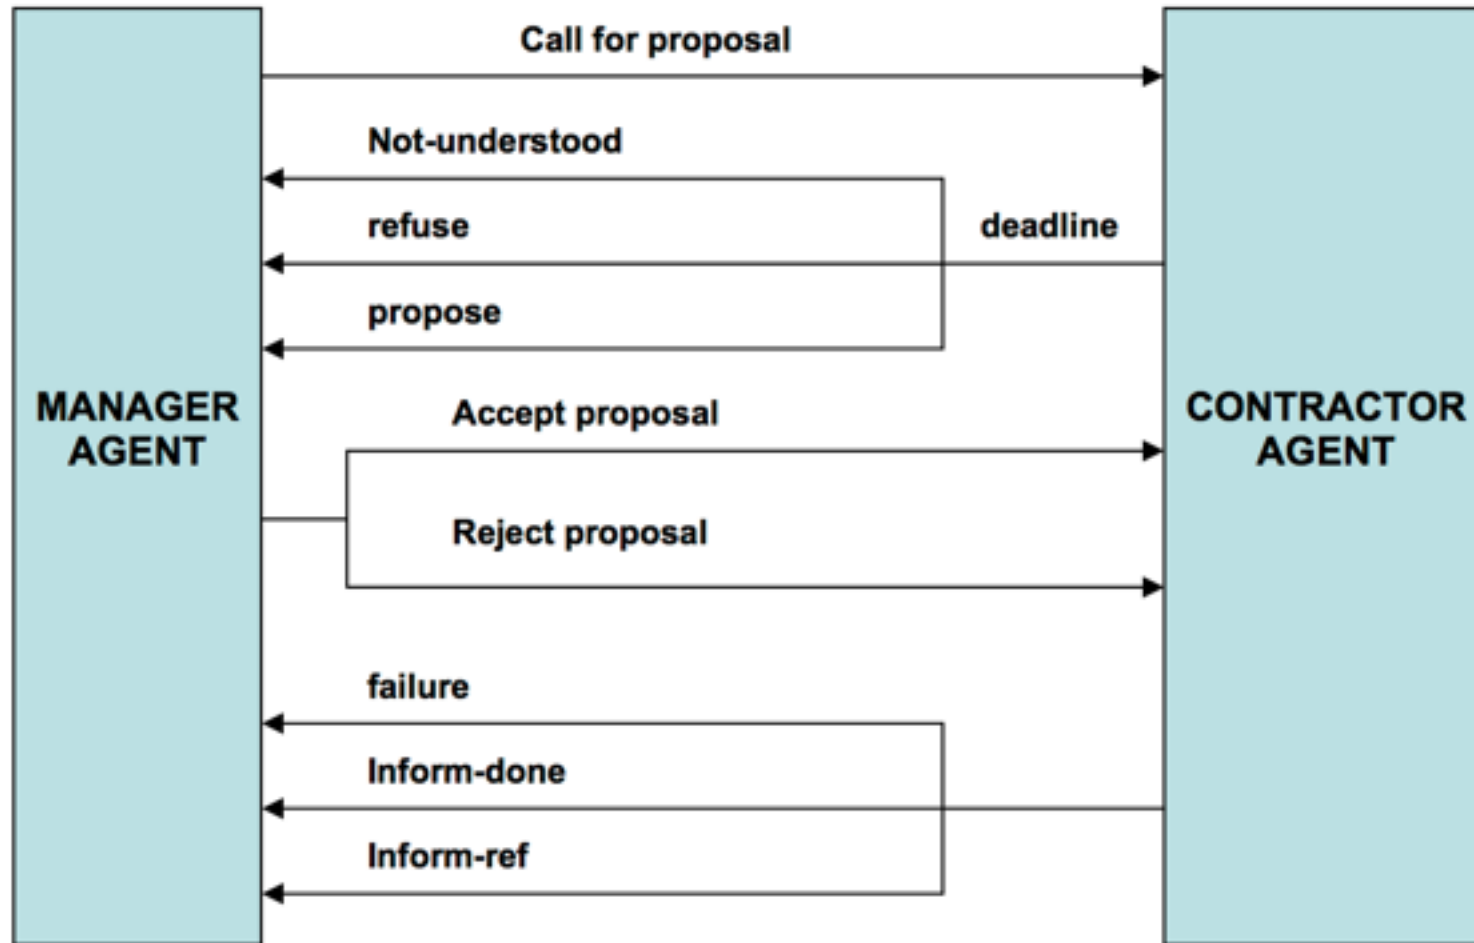 Call for proposal
Not-understood
refuse
deadline
propose
MANAGER
AGENT
Accept proposal
CONTRACTOR
AGENT
Reject proposal
failure
Inform-done
Inform-ref